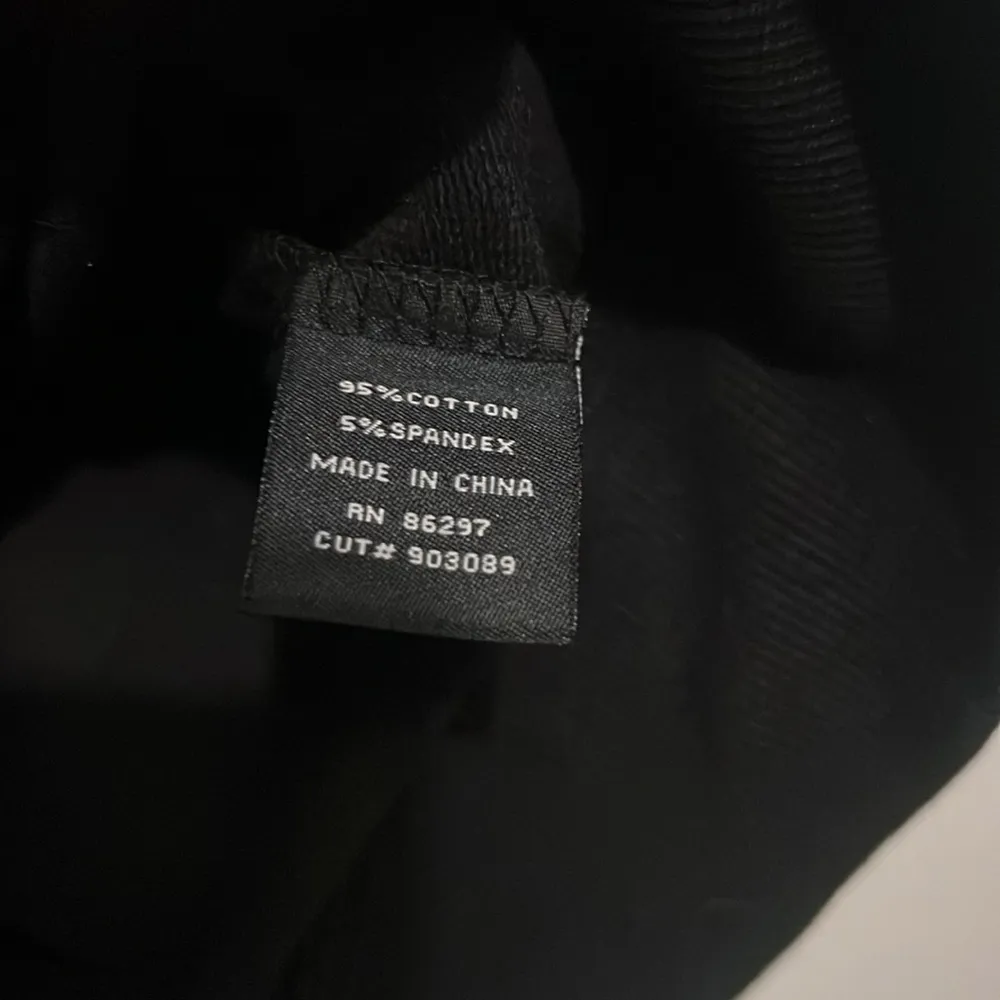 95%COTTON
5%SPANDEX
MADE IN CHINA
RN 86297
CUT# 903089